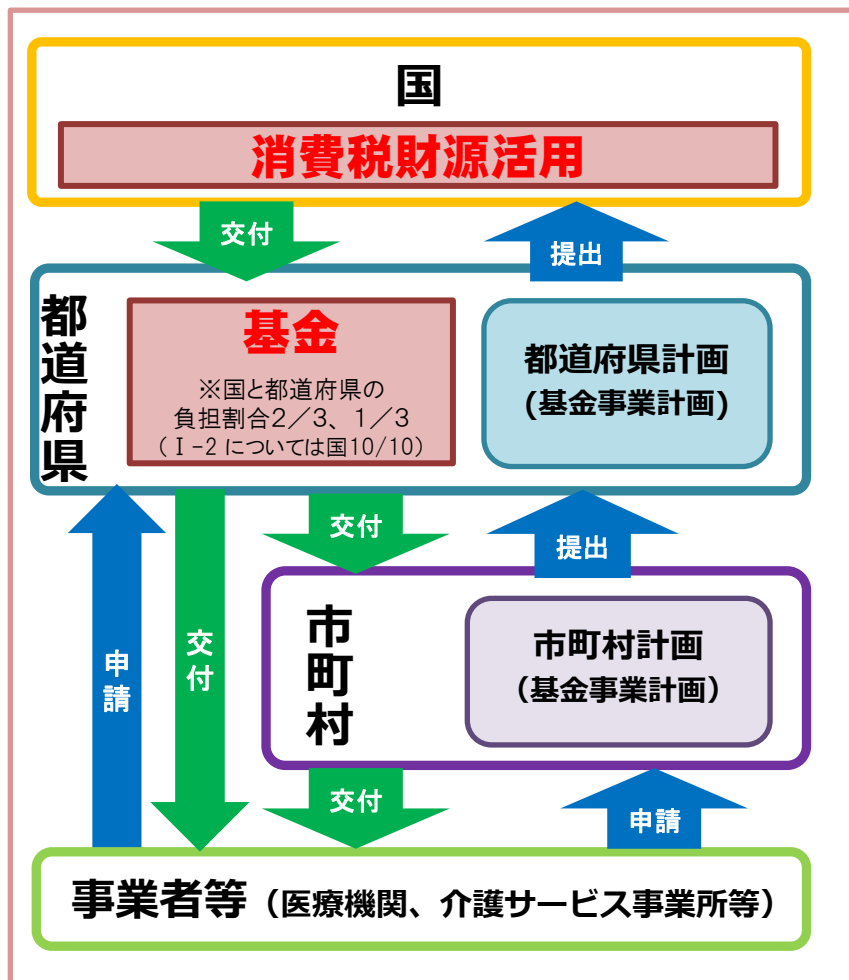 国
消費税財源活用
交付
提出
都道府県
基金
※国と都道府県の
負担割合2／3、1／3
(Ⅰ-2 については国10/10)
都道府県計画
(基金事業計画)
交付
提出
申請
交付
市町村
市町村計画
（基金事業計画）
交付
申請
事業者等（医療機関、介護サービス事業所等）